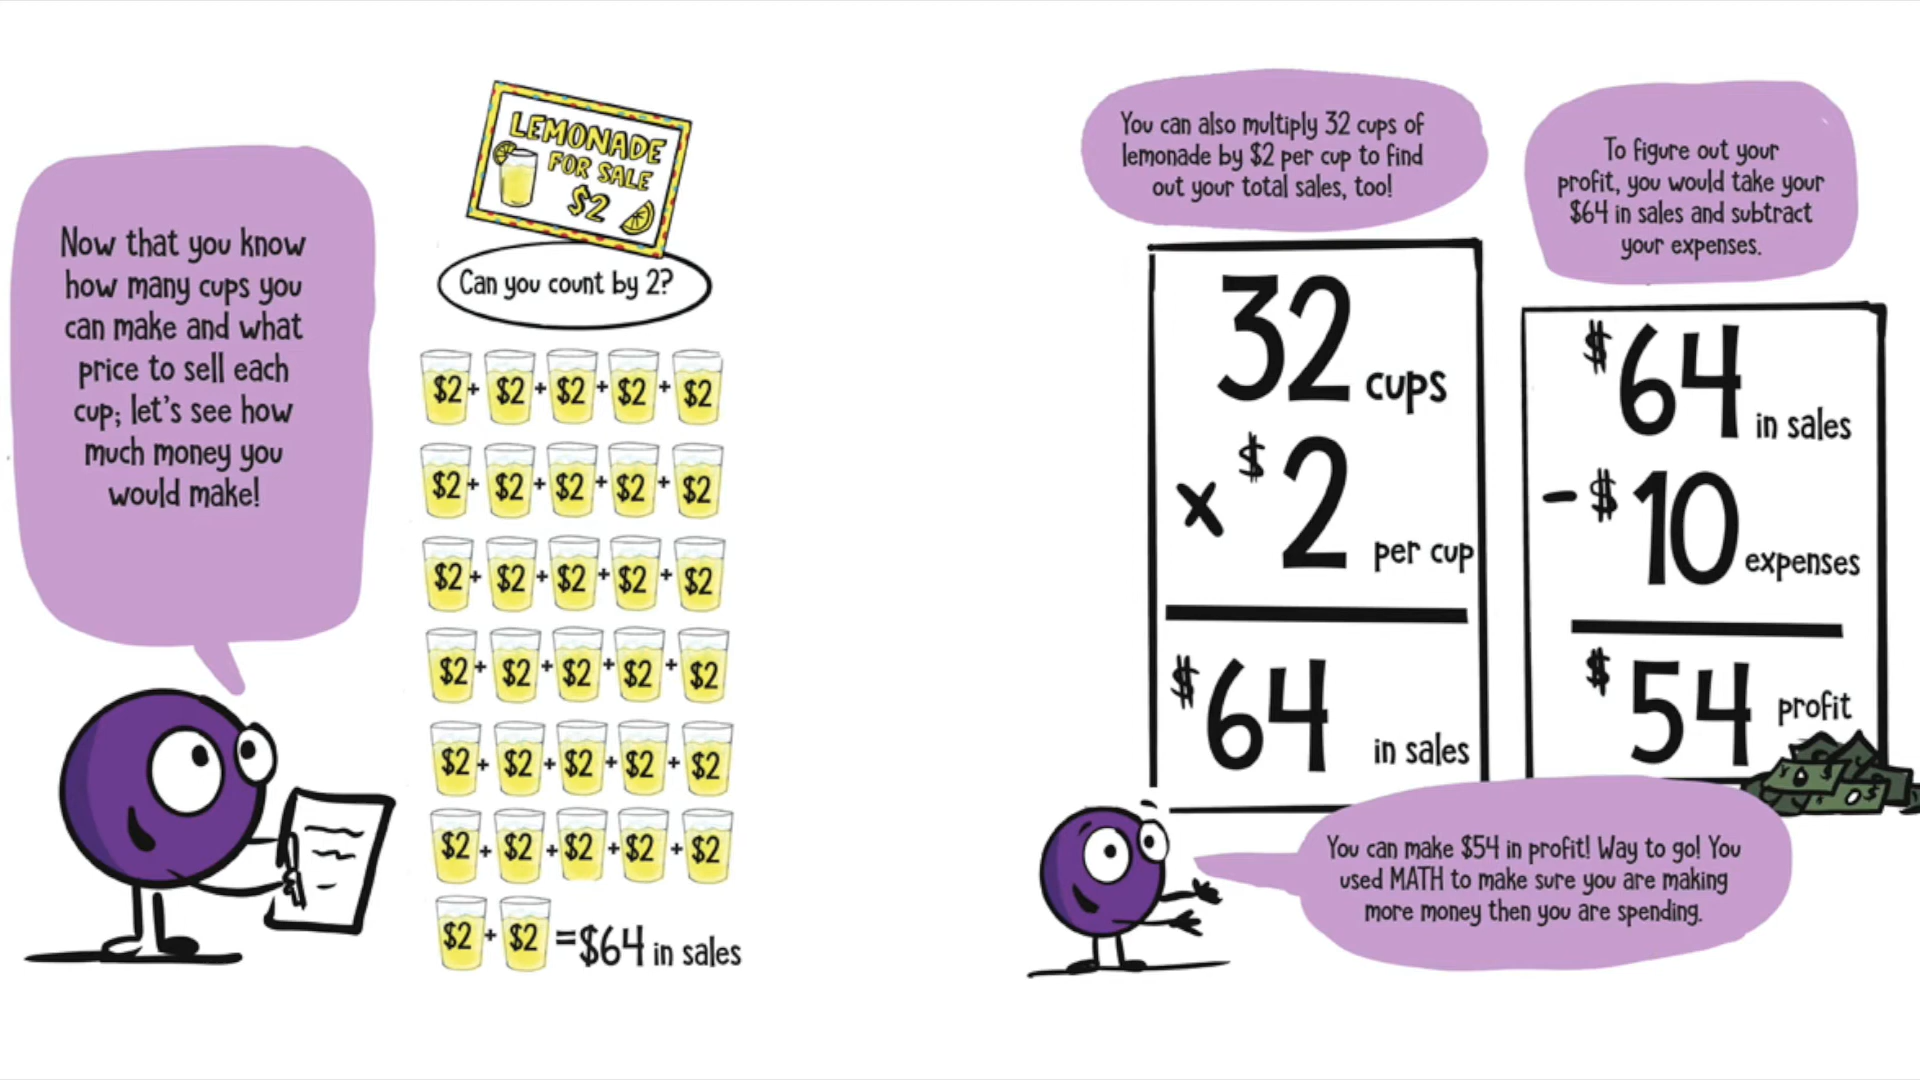 Now that you know
how many cups you
can make and what
price to sell each
cup; let's see how
much money you
would make!
LEMONADE
FOR SALE
$2
Can you count by 2?
$2 + $2 + $2 + $2 + $2
$2 + $2 + $2 + $2 + $2
$2 + $2 + $2 + $2 + $2
$2 + $2 + $2 + $2 + $2
$2 + $2 + $2 + $2 + $2
$2 + $2 + $2 + $2 + $2
$2 + $2 = $64 in sales
You can also multiply 32 cups of
lemonade by $2 per cup to find
out your total sales, too!
32 cups
x $2 per cup
$64 in sales
To figure out your
profit, you would take your
$64 in sales and subtract
your expenses.
$64 in sales
- $10 expenses
$54 profit
You can make $54 in profit! Way to go! You
used MATH to make sure you are making
more money then you are spending.